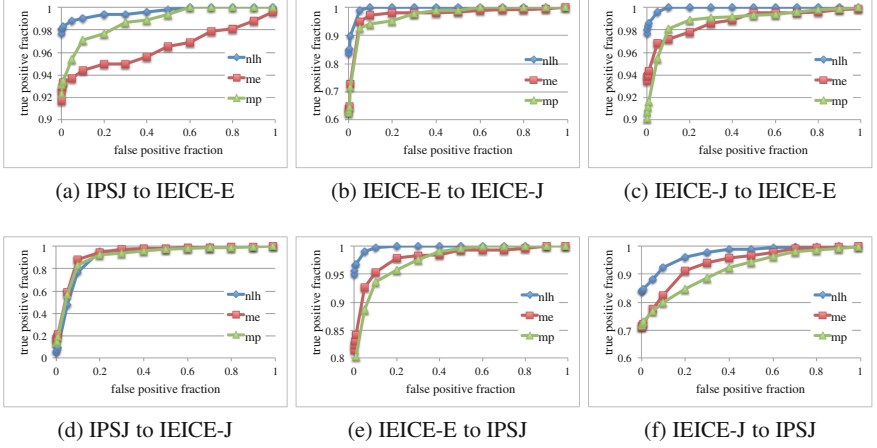 true positive fraction
1
0.98
0.96
0.94
0.92
0.9
0 0.2 0.4 0.6 0.8 1
false positive fraction
nlh
me
mp
(a) IPSJ to IEICE-E
true positive fraction
1
0.9
0.8
0.7
0.6
0 0.2 0.4 0.6 0.8 1
false positive fraction
nlh
me
mp
(b) IEICE-E to IEICE-J
true positive fraction
1
0.98
0.96
0.94
0.92
0.9
0 0.2 0.4 0.6 0.8 1
false positive fraction
nlh
me
mp
(c) IEICE-J to IEICE-E
true positive fraction
1
0.8
0.6
0.4
0.2
0
0 0.2 0.4 0.6 0.8 1
false positive fraction
nlh
me
mp
(d) IPSJ to IEICE-J
true positive fraction
1
0.95
0.9
0.85
0.8
0 0.2 0.4 0.6 0.8 1
false positive fraction
nlh
me
mp
(e) IEICE-E to IPSJ
true positive fraction
1
0.9
0.8
0.7
0.6
0 0.2 0.4 0.6 0.8 1
false positive fraction
nlh
me
mp
(f) IEICE-J to IPSJ